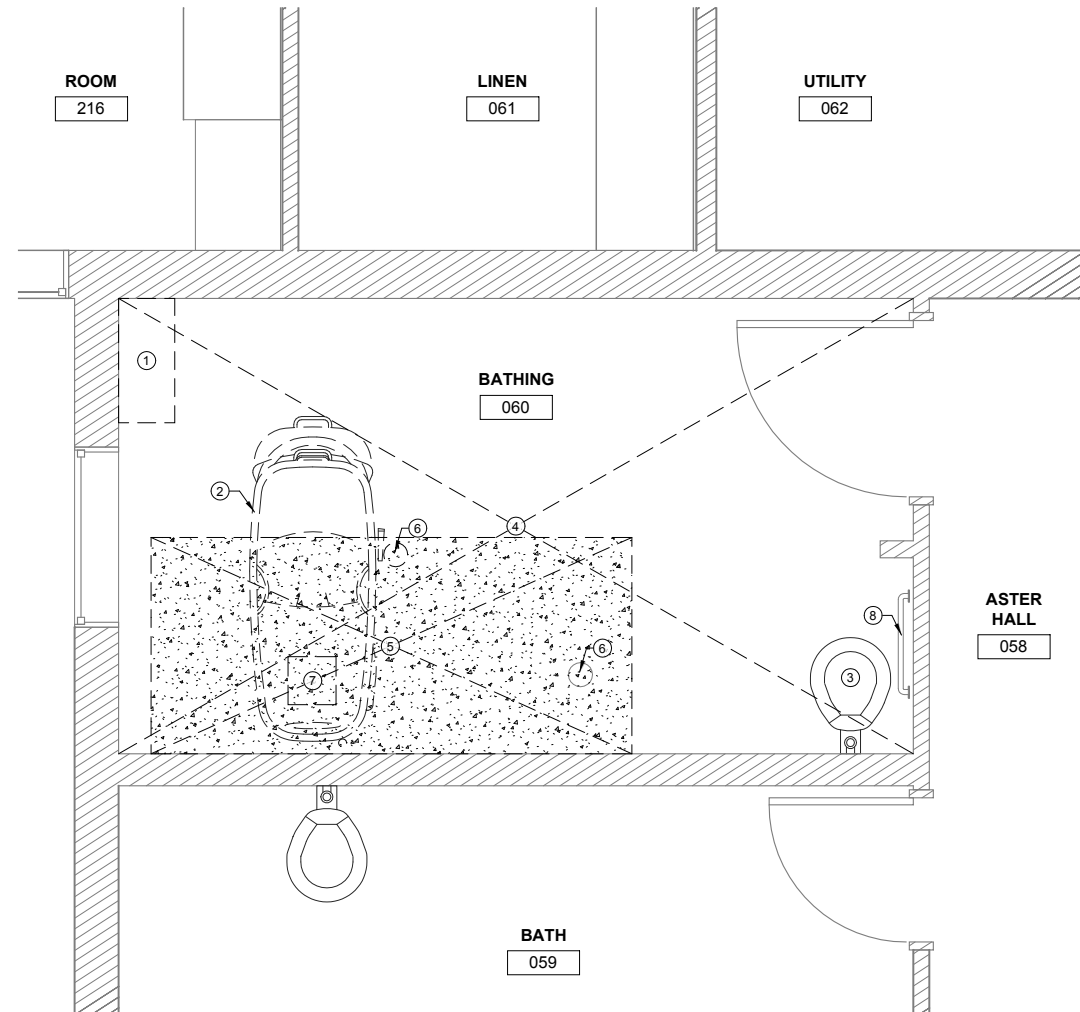 ROOM
216
LINEN
061
UTILITY
062
1
BATHING
060
2
6
4
ASTER
HALL
058
8
5
6
7
3
BATH
059